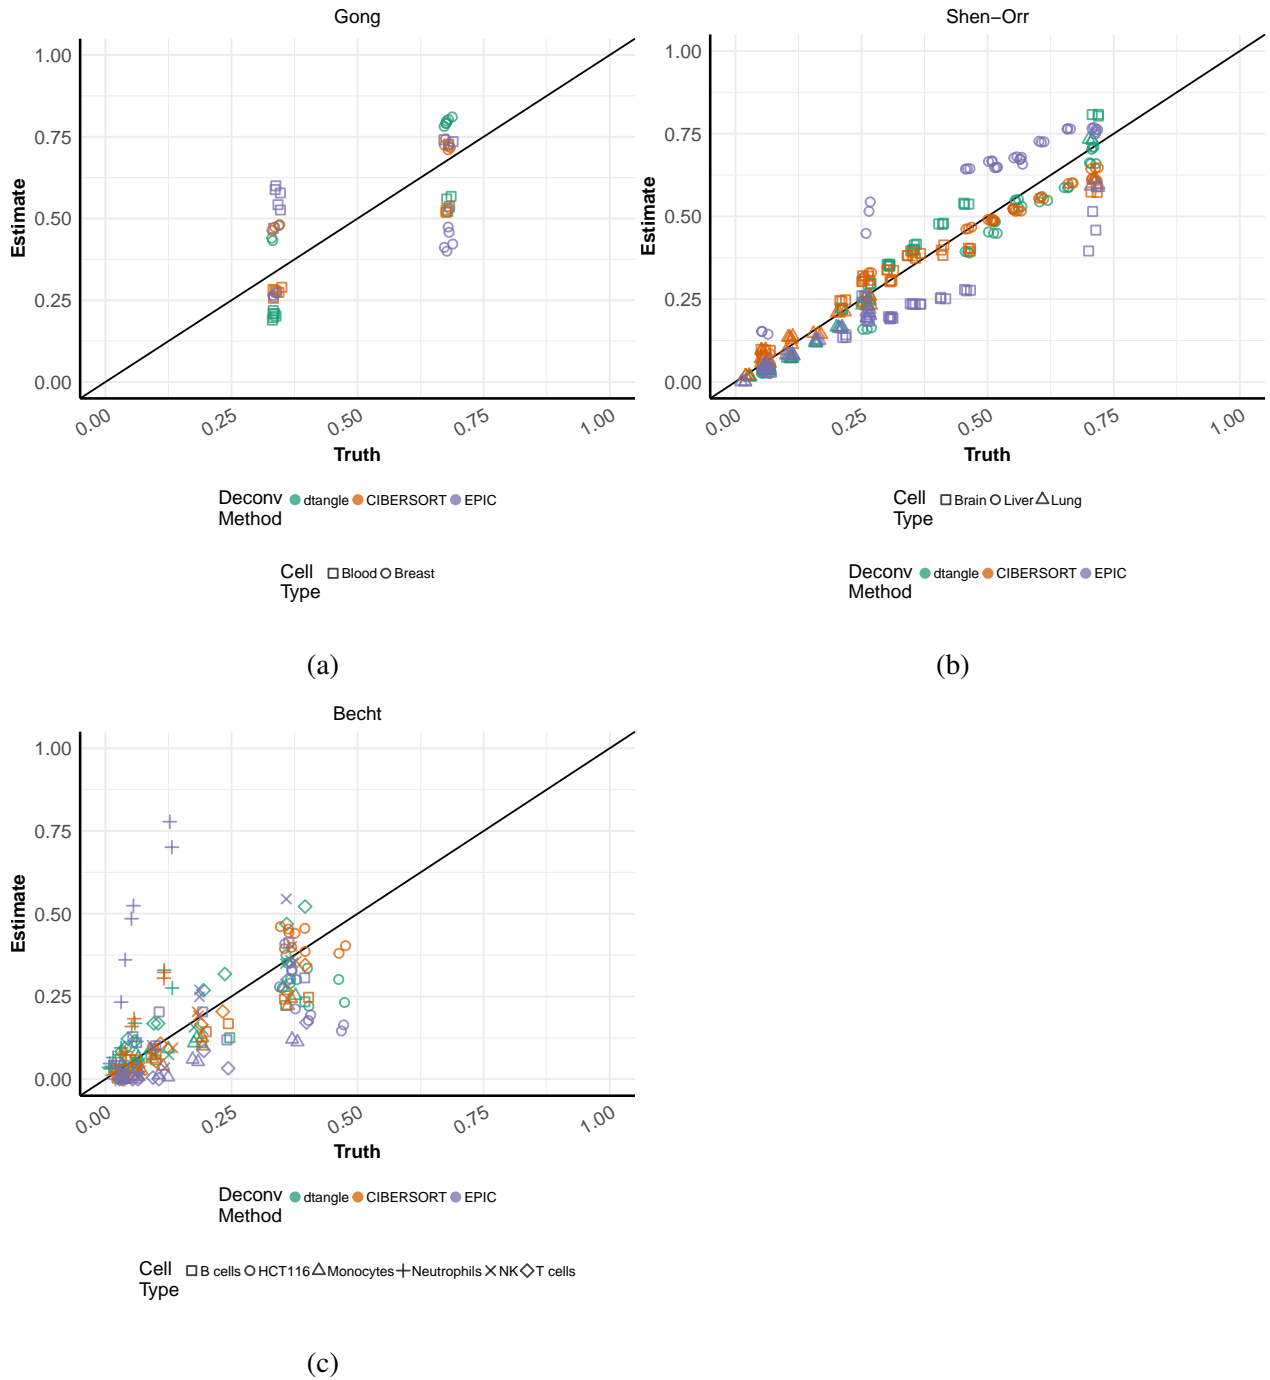 Gong
1.00
0.75
0.50
0.25
0.00
Estimate
0.00 0.25 0.50 0.75 1.00
Truth
Deconv Method dtangle CIBERSORT EPIC
Cell Type Blood Breast
(a)
Shen−Orr
1.00
0.75
0.50
0.25
0.00
Estimate
0.00 0.25 0.50 0.75 1.00
Truth
Cell Type Brain Liver Lung
Deconv Method dtangle CIBERSORT EPIC
(b)
Becht
1.00
0.75
0.50
0.25
0.00
Estimate
0.00 0.25 0.50 0.75 1.00
Truth
Deconv Method dtangle CIBERSORT EPIC
Cell Type B cells HCT116 Monocytes Neutrophils NK T cells
(c)